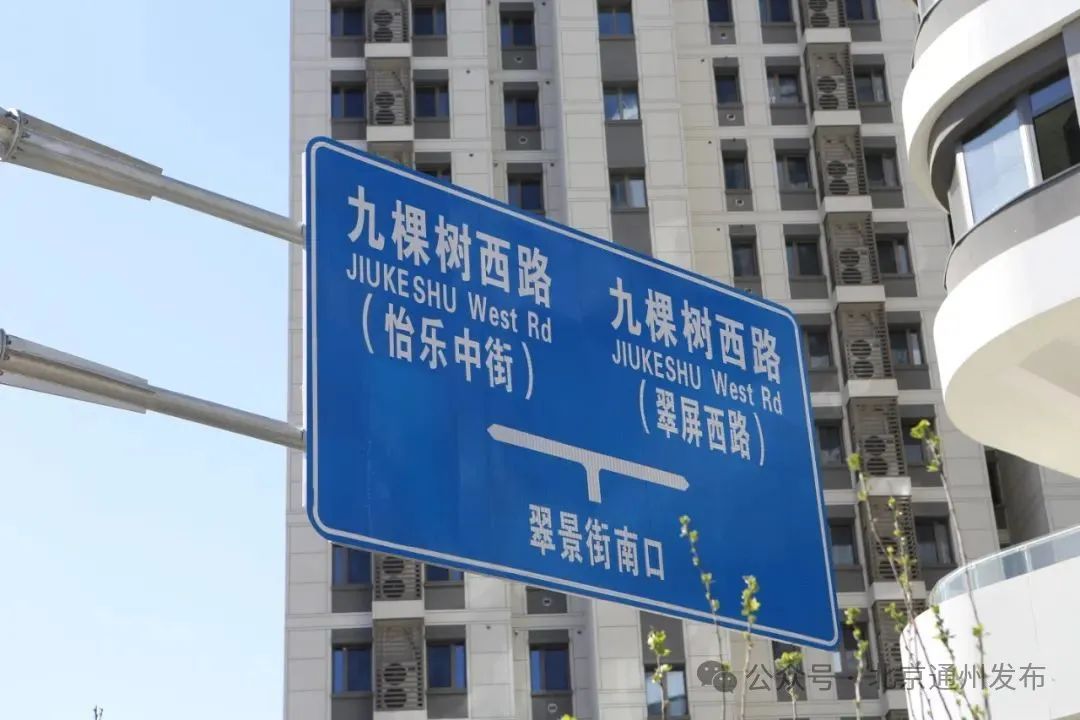 九棵树西路
JIUKESHU West Rd
(怡乐中街)
九棵树西路
JIUKESHU West Rd
(翠屏西路)
翠景街南口
公众号·北京通州发布